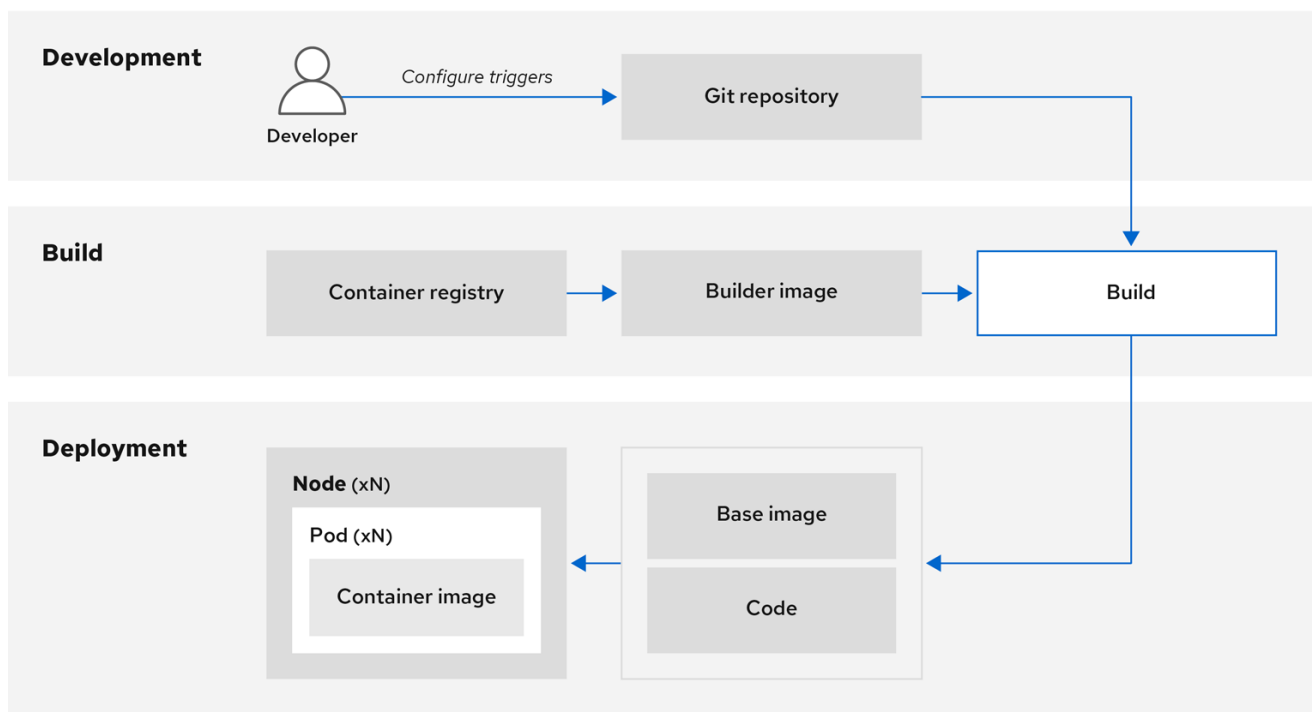 Development
Configure triggers
Git repository
Developer
Build
Container registry
Builder image
Build
Deployment
Node (xN)
Pod (xN)
Container image
Base image
Code